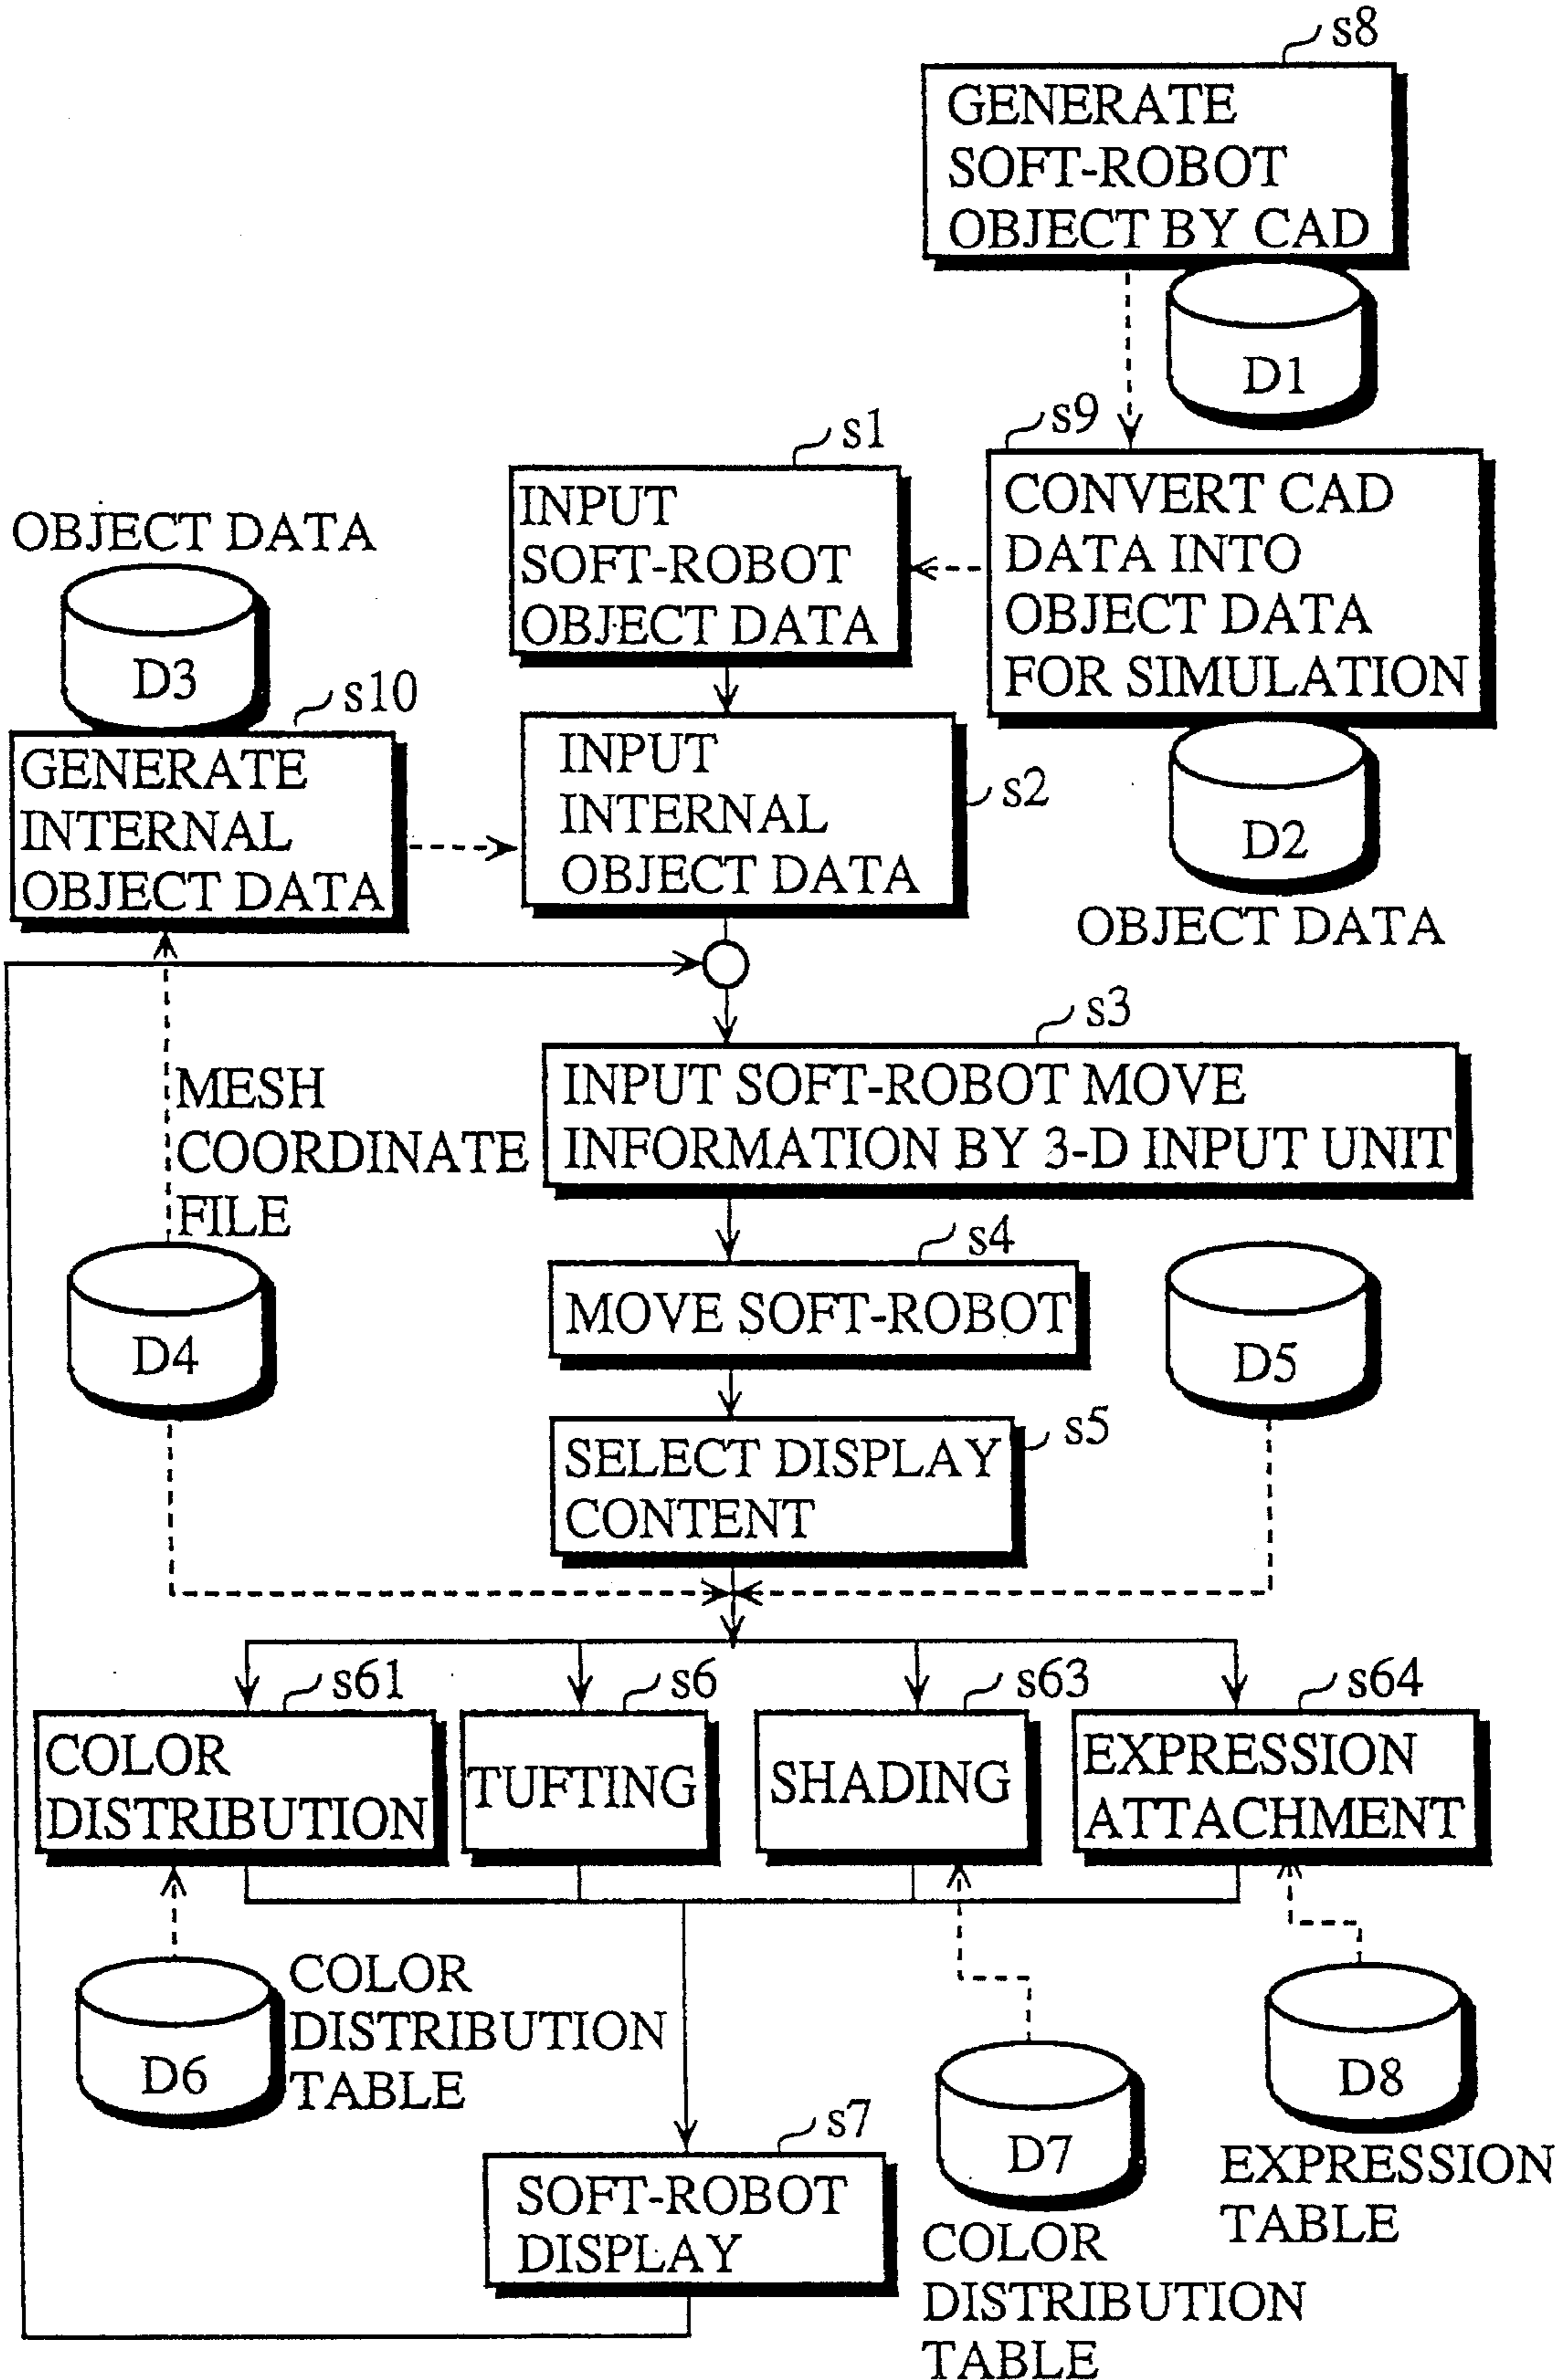 s8
GENERATE
SOFT-ROBOT
OBJECT BY CAD
D1
s9
CONVERT CAD
DATA INTO
OBJECT DATA
FOR SIMULATION
D2
OBJECT DATA
s1
INPUT
SOFT-ROBOT
OBJECT DATA
OBJECT DATA
D3
s10
GENERATE
INTERNAL
OBJECT DATA
s2
INPUT
INTERNAL
OBJECT DATA
s3
INPUT SOFT-ROBOT MOVE
INFORMATION BY 3-D INPUT UNIT
MESH
COORDINATE
FILE
D4
s4
MOVE SOFT-ROBOT
D5
s5
SELECT DISPLAY
CONTENT
s61
COLOR
DISTRIBUTION
s6
TUFTING
s63
SHADING
s64
EXPRESSION
ATTACHMENT
D6
COLOR
DISTRIBUTION
TABLE
D7
COLOR
DISTRIBUTION
TABLE
D8
EXPRESSION
TABLE
s7
SOFT-ROBOT
DISPLAY